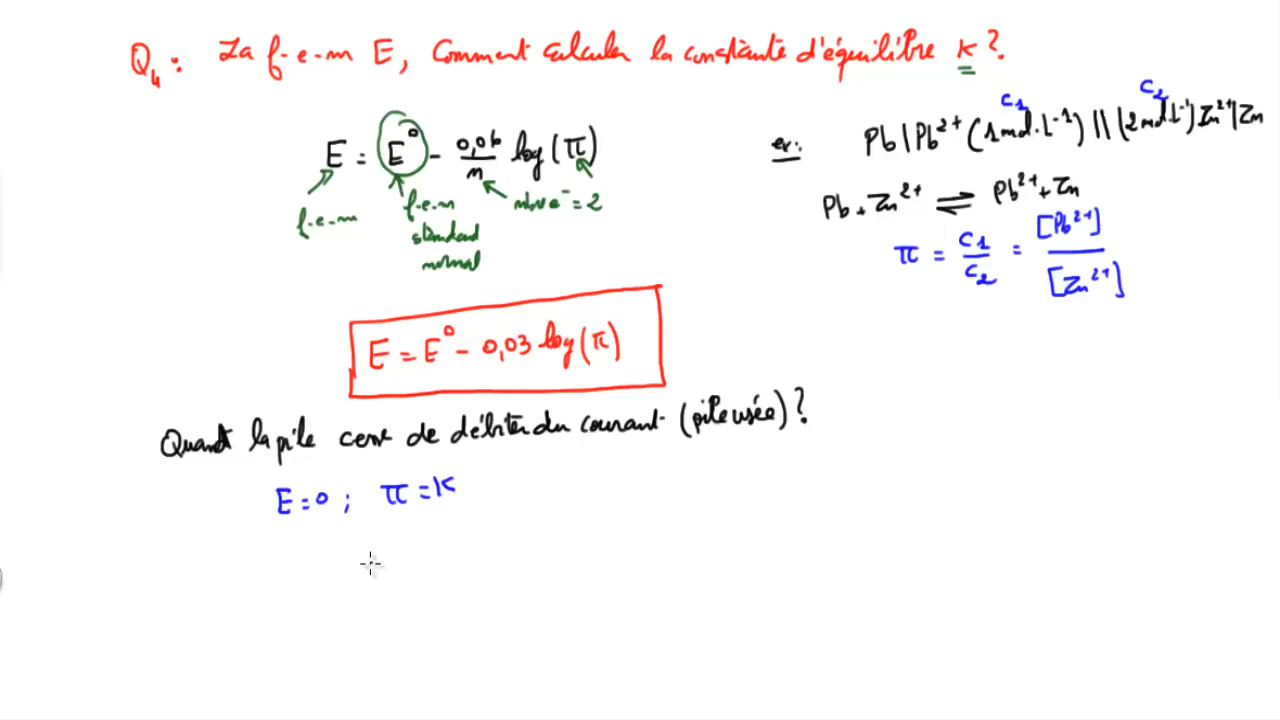 Q4 : La f-e-m E, Comment calculer la constante d'équilibre K ?
E = E⁰ - 0,06/n log(π)
f-e-m
f-e-m
standard
normal
nbre e⁻ = 2
ex:
C1
C2
Pb|Pb²⁺ (1mol·L⁻¹) || (2mol·L⁻¹) Zn²⁺|Zn
Pb + Zn²⁺ ⇌ Pb²⁺ + Zn
π = C1/C2 = [Pb²⁺]/[Zn²⁺]
E = E⁰ - 0,03 log(π)
Quand la pile cesse de débiter du courant (pile usée) ?
E = 0 ; π = K